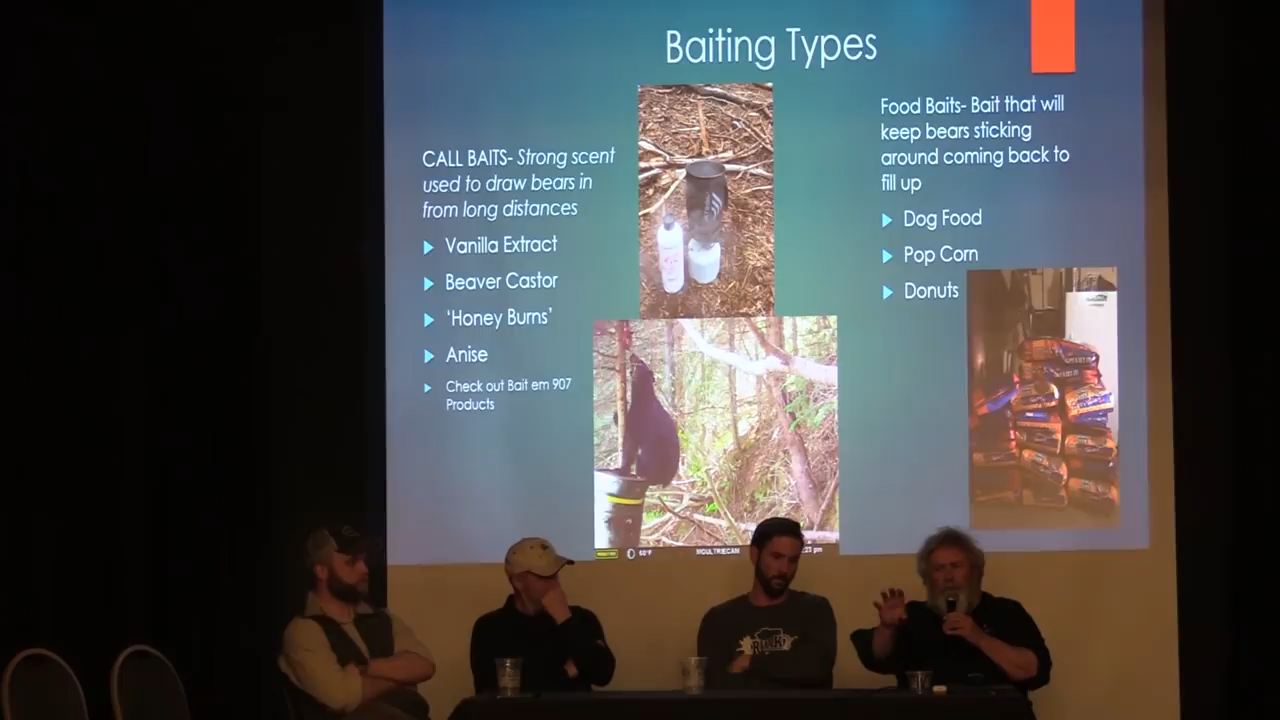 Baiting Types
CALL BAITS- Strong scent
used to draw bears in
from long distances
Vanilla Extract
Beaver Castor
‘Honey Burns’
Anise
Check out Bait em 907
Products
Food Baits- Bait that will
keep bears sticking
around coming back to
fill up
Dog Food
Pop Corn
Donuts
MOULTRIECAM